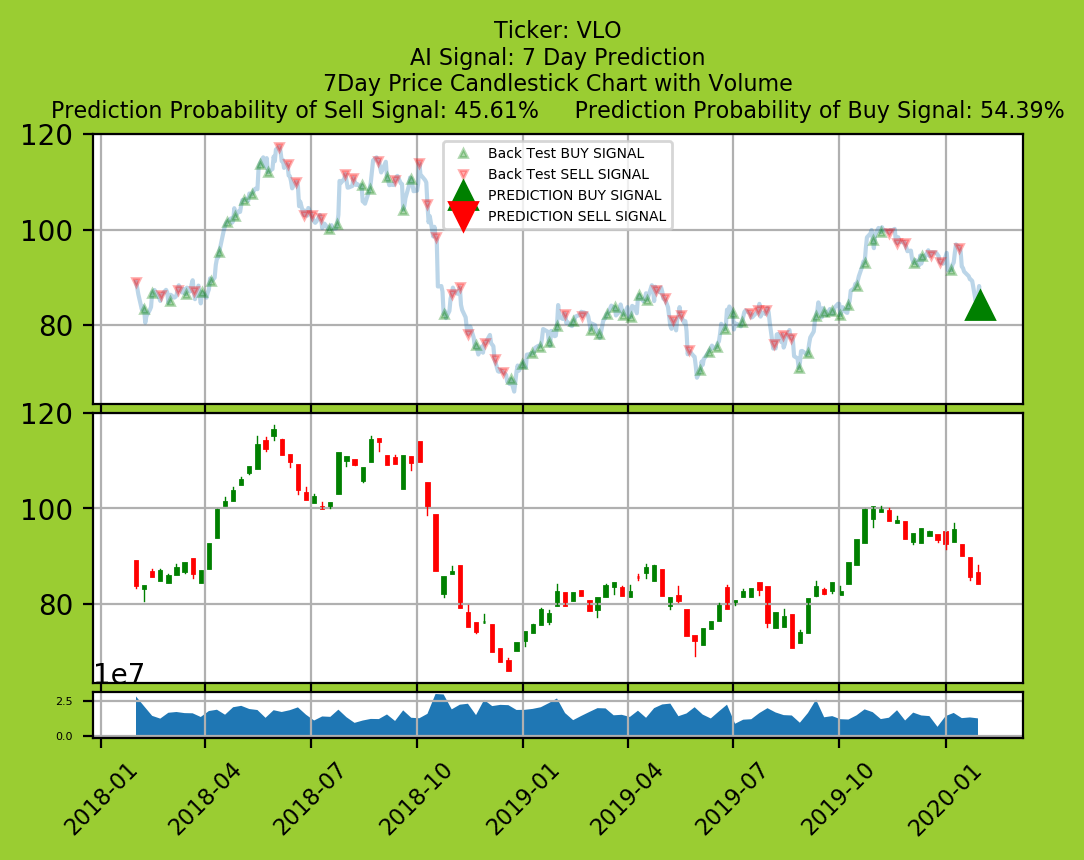 Ticker: VLO
AI Signal: 7 Day Prediction
7Day Price Candlestick Chart with Volume
Prediction Probability of Sell Signal: 45.61% Prediction Probability of Buy Signal: 54.39%
120
100
80
Back Test BUY SIGNAL
Back Test SELL SIGNAL
PREDICTION BUY SIGNAL
PREDICTION SELL SIGNAL
120
100
80
1e7
2.5
0.0
2018-01
2018-04
2018-07
2018-10
2019-01
2019-04
2019-07
2019-10
2020-01